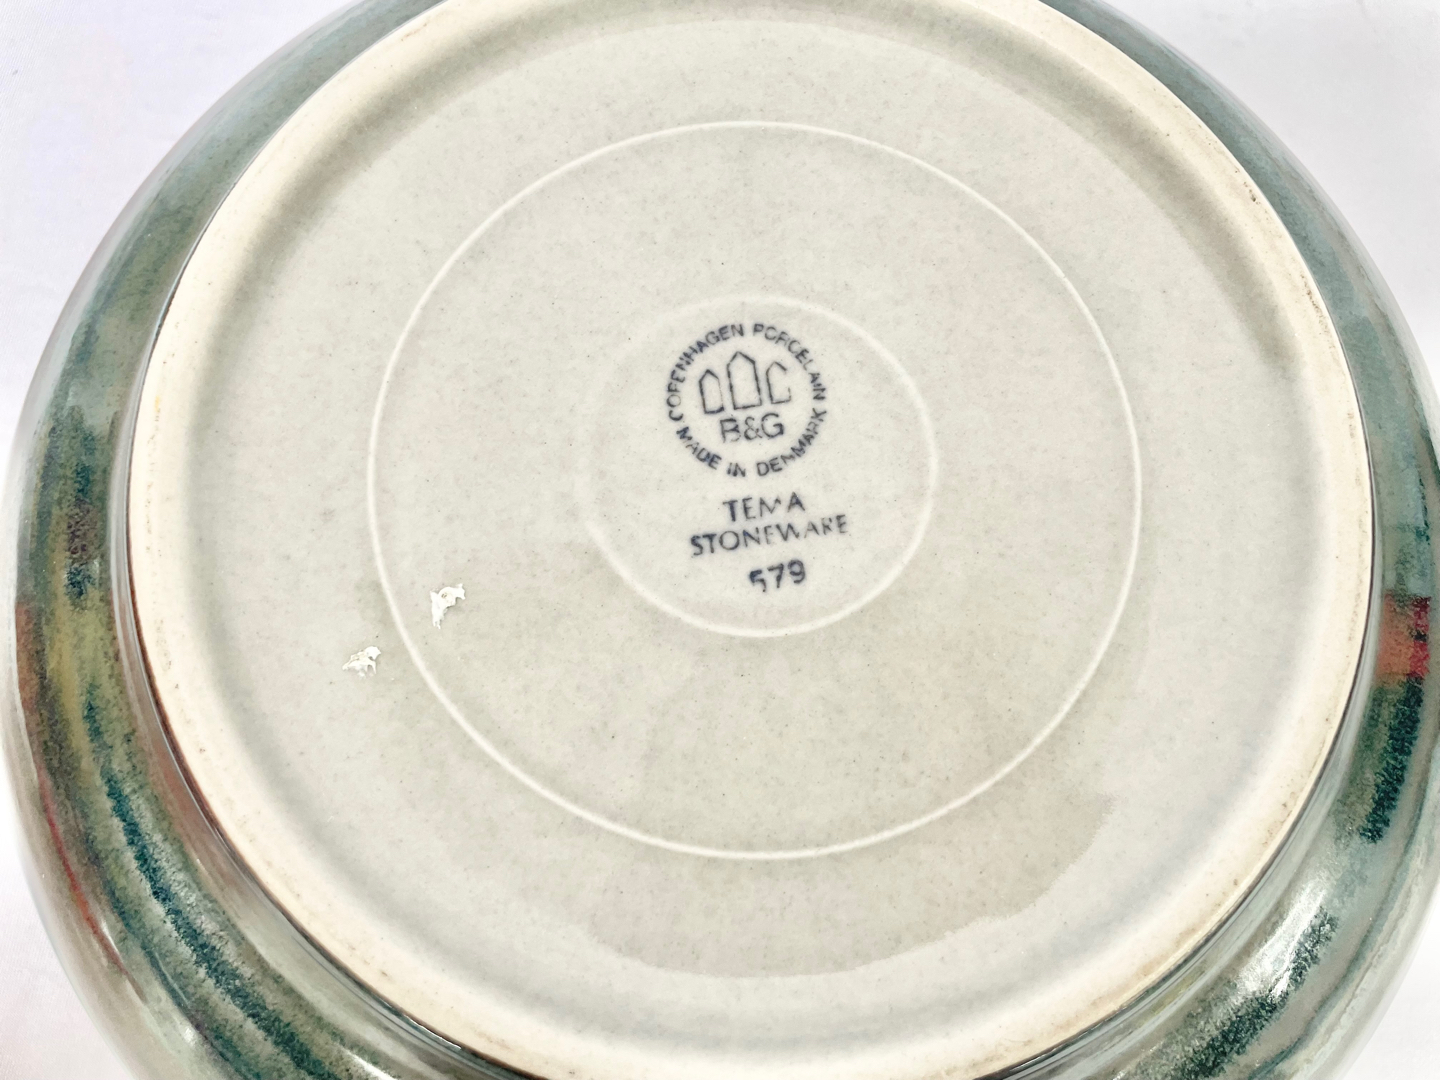 COPENHAGEN PORCELAIN
B&G
MADE IN DENMARK
TEMA
STONEWARE
579